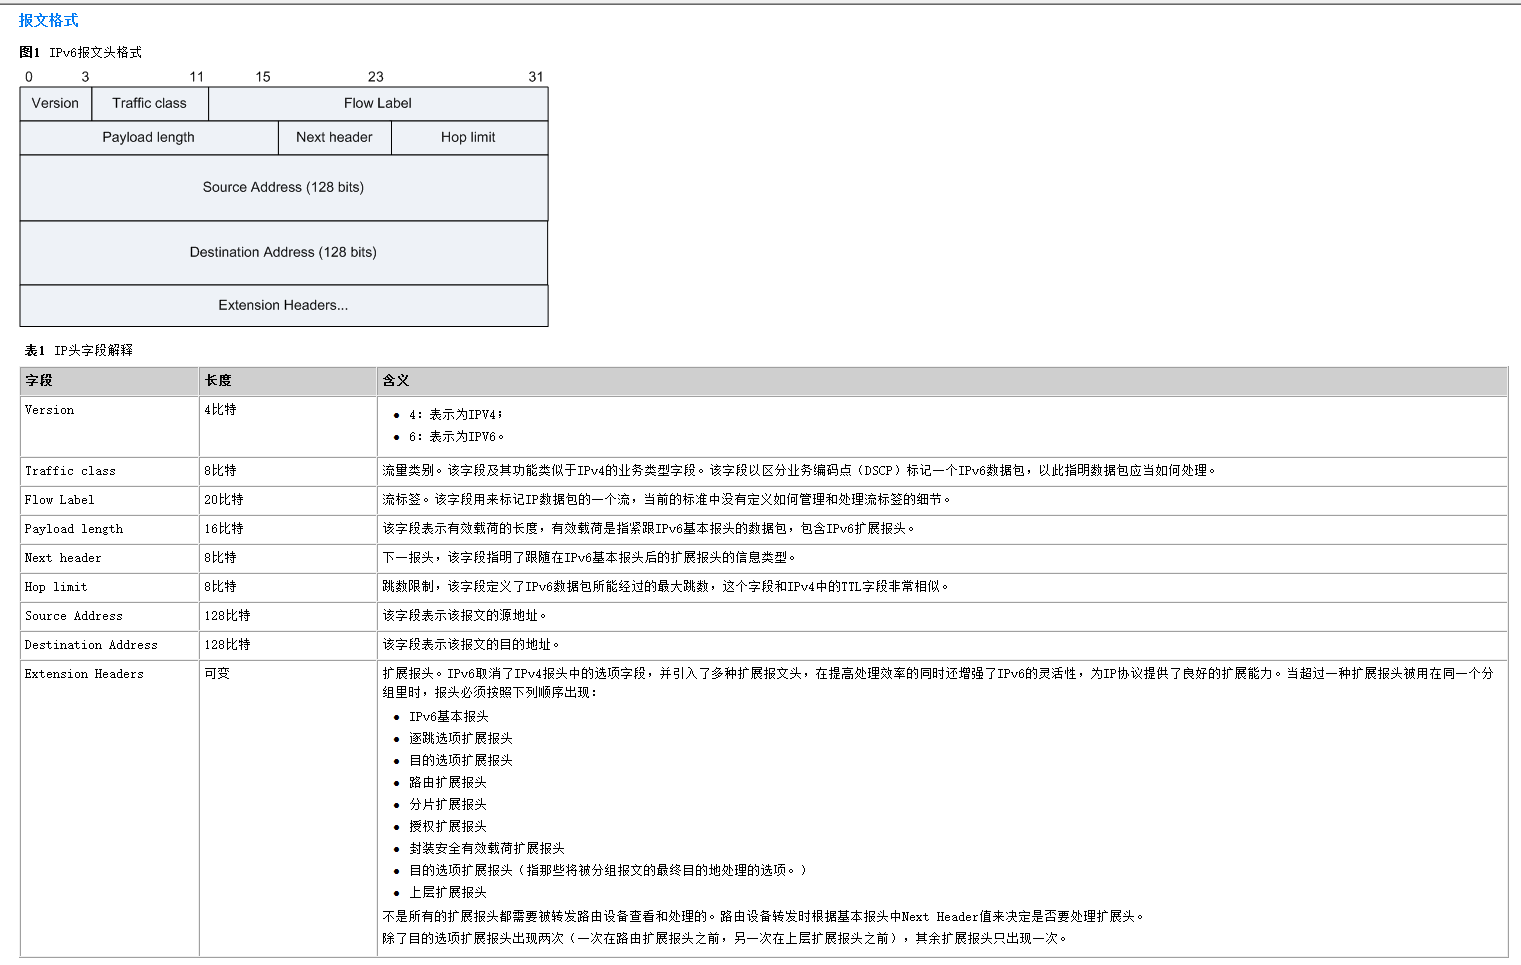 报文格式
图1 IPv6报文头格式
0 3 11 15 23 31
Version Traffic class Flow Label
Payload length Next header Hop limit
Source Address (128 bits)
Destination Address (128 bits)
Extension Headers...
表1 IP头字段解释
字段 长度 含义
Version 4比特
• 4：表示为IPV4；
• 6：表示为IPV6。
Traffic class 8比特 流量类别。该字段及其功能类似于IPv4的业务类型字段。该字段以区分业务编码点（DSCP）标记一个IPv6数据包，以此指明数据包应当如何处理。
Flow Label 20比特 流标签。该字段用来标记IP数据包的一个流，当前的标准中没有定义如何管理和处理流标签的细节。
Payload length 16比特 该字段表示有效载荷的长度，有效载荷是指紧跟IPv6基本报头的数据包，包含IPv6扩展报头。
Next header 8比特 下一报头，该字段指明了跟随在IPv6基本报头后的扩展报头的信息类型。
Hop limit 8比特 跳数限制，该字段定义了IPv6数据包所能经过的最大跳数，这个字段和IPv4中的TTL字段非常相似。
Source Address 128比特 该字段表示该报文的源地址。
Destination Address 128比特 该字段表示该报文的目的地址。
Extension Headers 可变 扩展报头。IPv6取消了IPv4报头中的选项字段，并引入了多种扩展报文头，在提高处理效率的同时还增强了IPv6的灵活性，为IP协议提供了良好的扩展能力。当超过一种扩展报头被用在同一个分
组里时，报头必须按照下列顺序出现：
• IPv6基本报头
• 逐跳选项扩展报头
• 目的选项扩展报头
• 路由扩展报头
• 分片扩展报头
• 授权扩展报头
• 封装安全有效载荷扩展报头
• 目的选项扩展报头（指那些将被分组报文的最终目的地处理的选项。）
• 上层扩展报头
不是所有的扩展报头都需要被转发路由设备查看和处理的。路由设备转发时根据基本报头中Next Header值来决定是否要处理扩展头。
除了目的选项扩展报头出现两次（一次在路由扩展报头之前，另一次在上层扩展报头之前），其余扩展报头只出现一次。